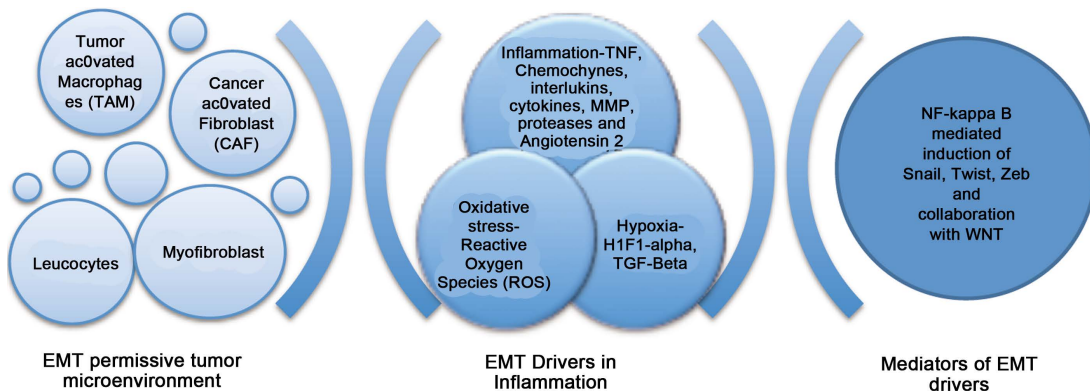 Tumor
ac0vated
Macrophag
es (TAM)
Cancer
ac0vated
Fibroblast
(CAF)
Leucocytes
Myofibroblast
EMT permissive tumor
microenvironment
Inflammation-TNF,
Chemochynes,
interlukins,
cytokines, MMP,
proteases and
Angiotensin 2
Oxidative
stress-
Reactive
Oxygen
Species (ROS)
Hypoxia-
H1F1-alpha,
TGF-Beta
EMT Drivers in
Inflammation
NF-kappa B
mediated
induction of
Snail, Twist, Zeb
and
collaboration
with WNT
Mediators of EMT
drivers